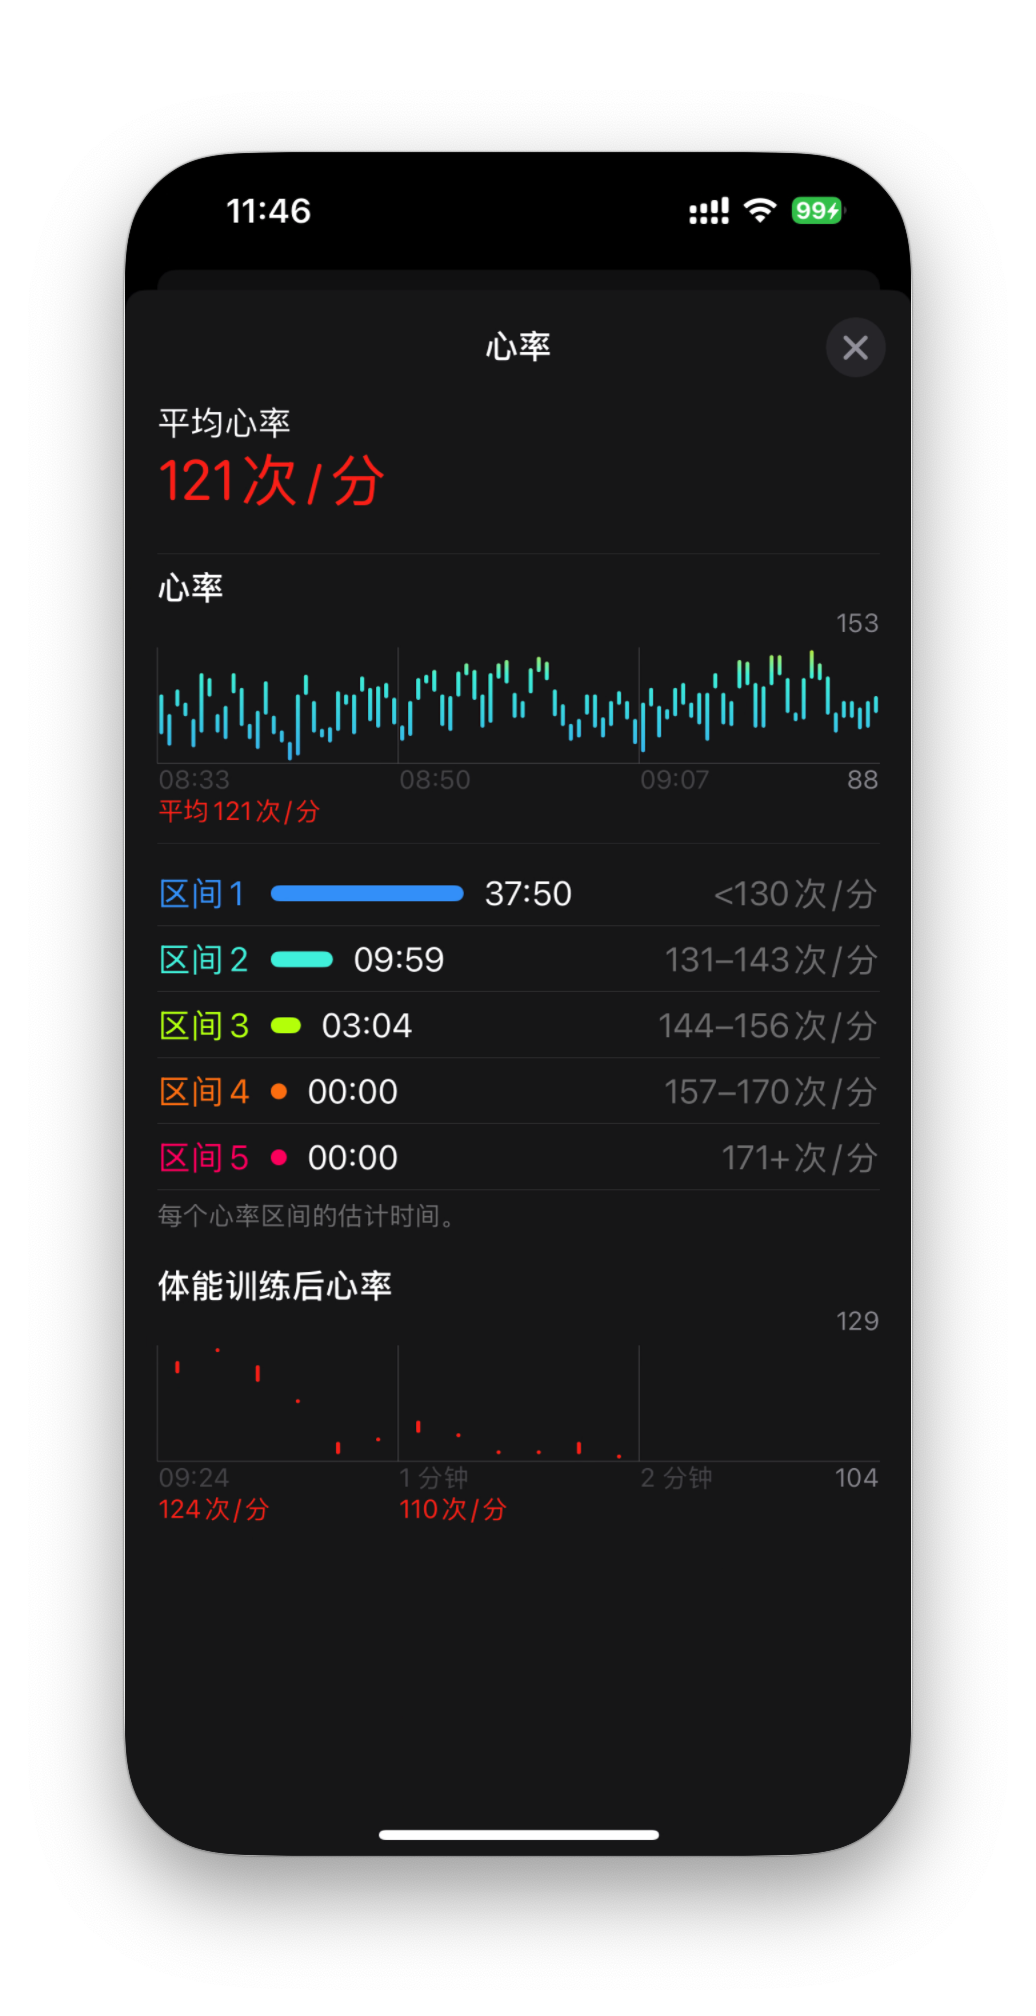 11:46 99
心率
平均心率
121次/分
心率
153
08:33 08:50 09:07 88
平均121次/分
区间1 37:50 <130次/分
区间2 09:59 131–143次/分
区间3 03:04 144–156次/分
区间4 00:00 157–170次/分
区间5 00:00 171+次/分
每个心率区间的估计时间。
体能训练后心率
129
09:24 1 分钟 2 分钟 104
124次/分 110次/分